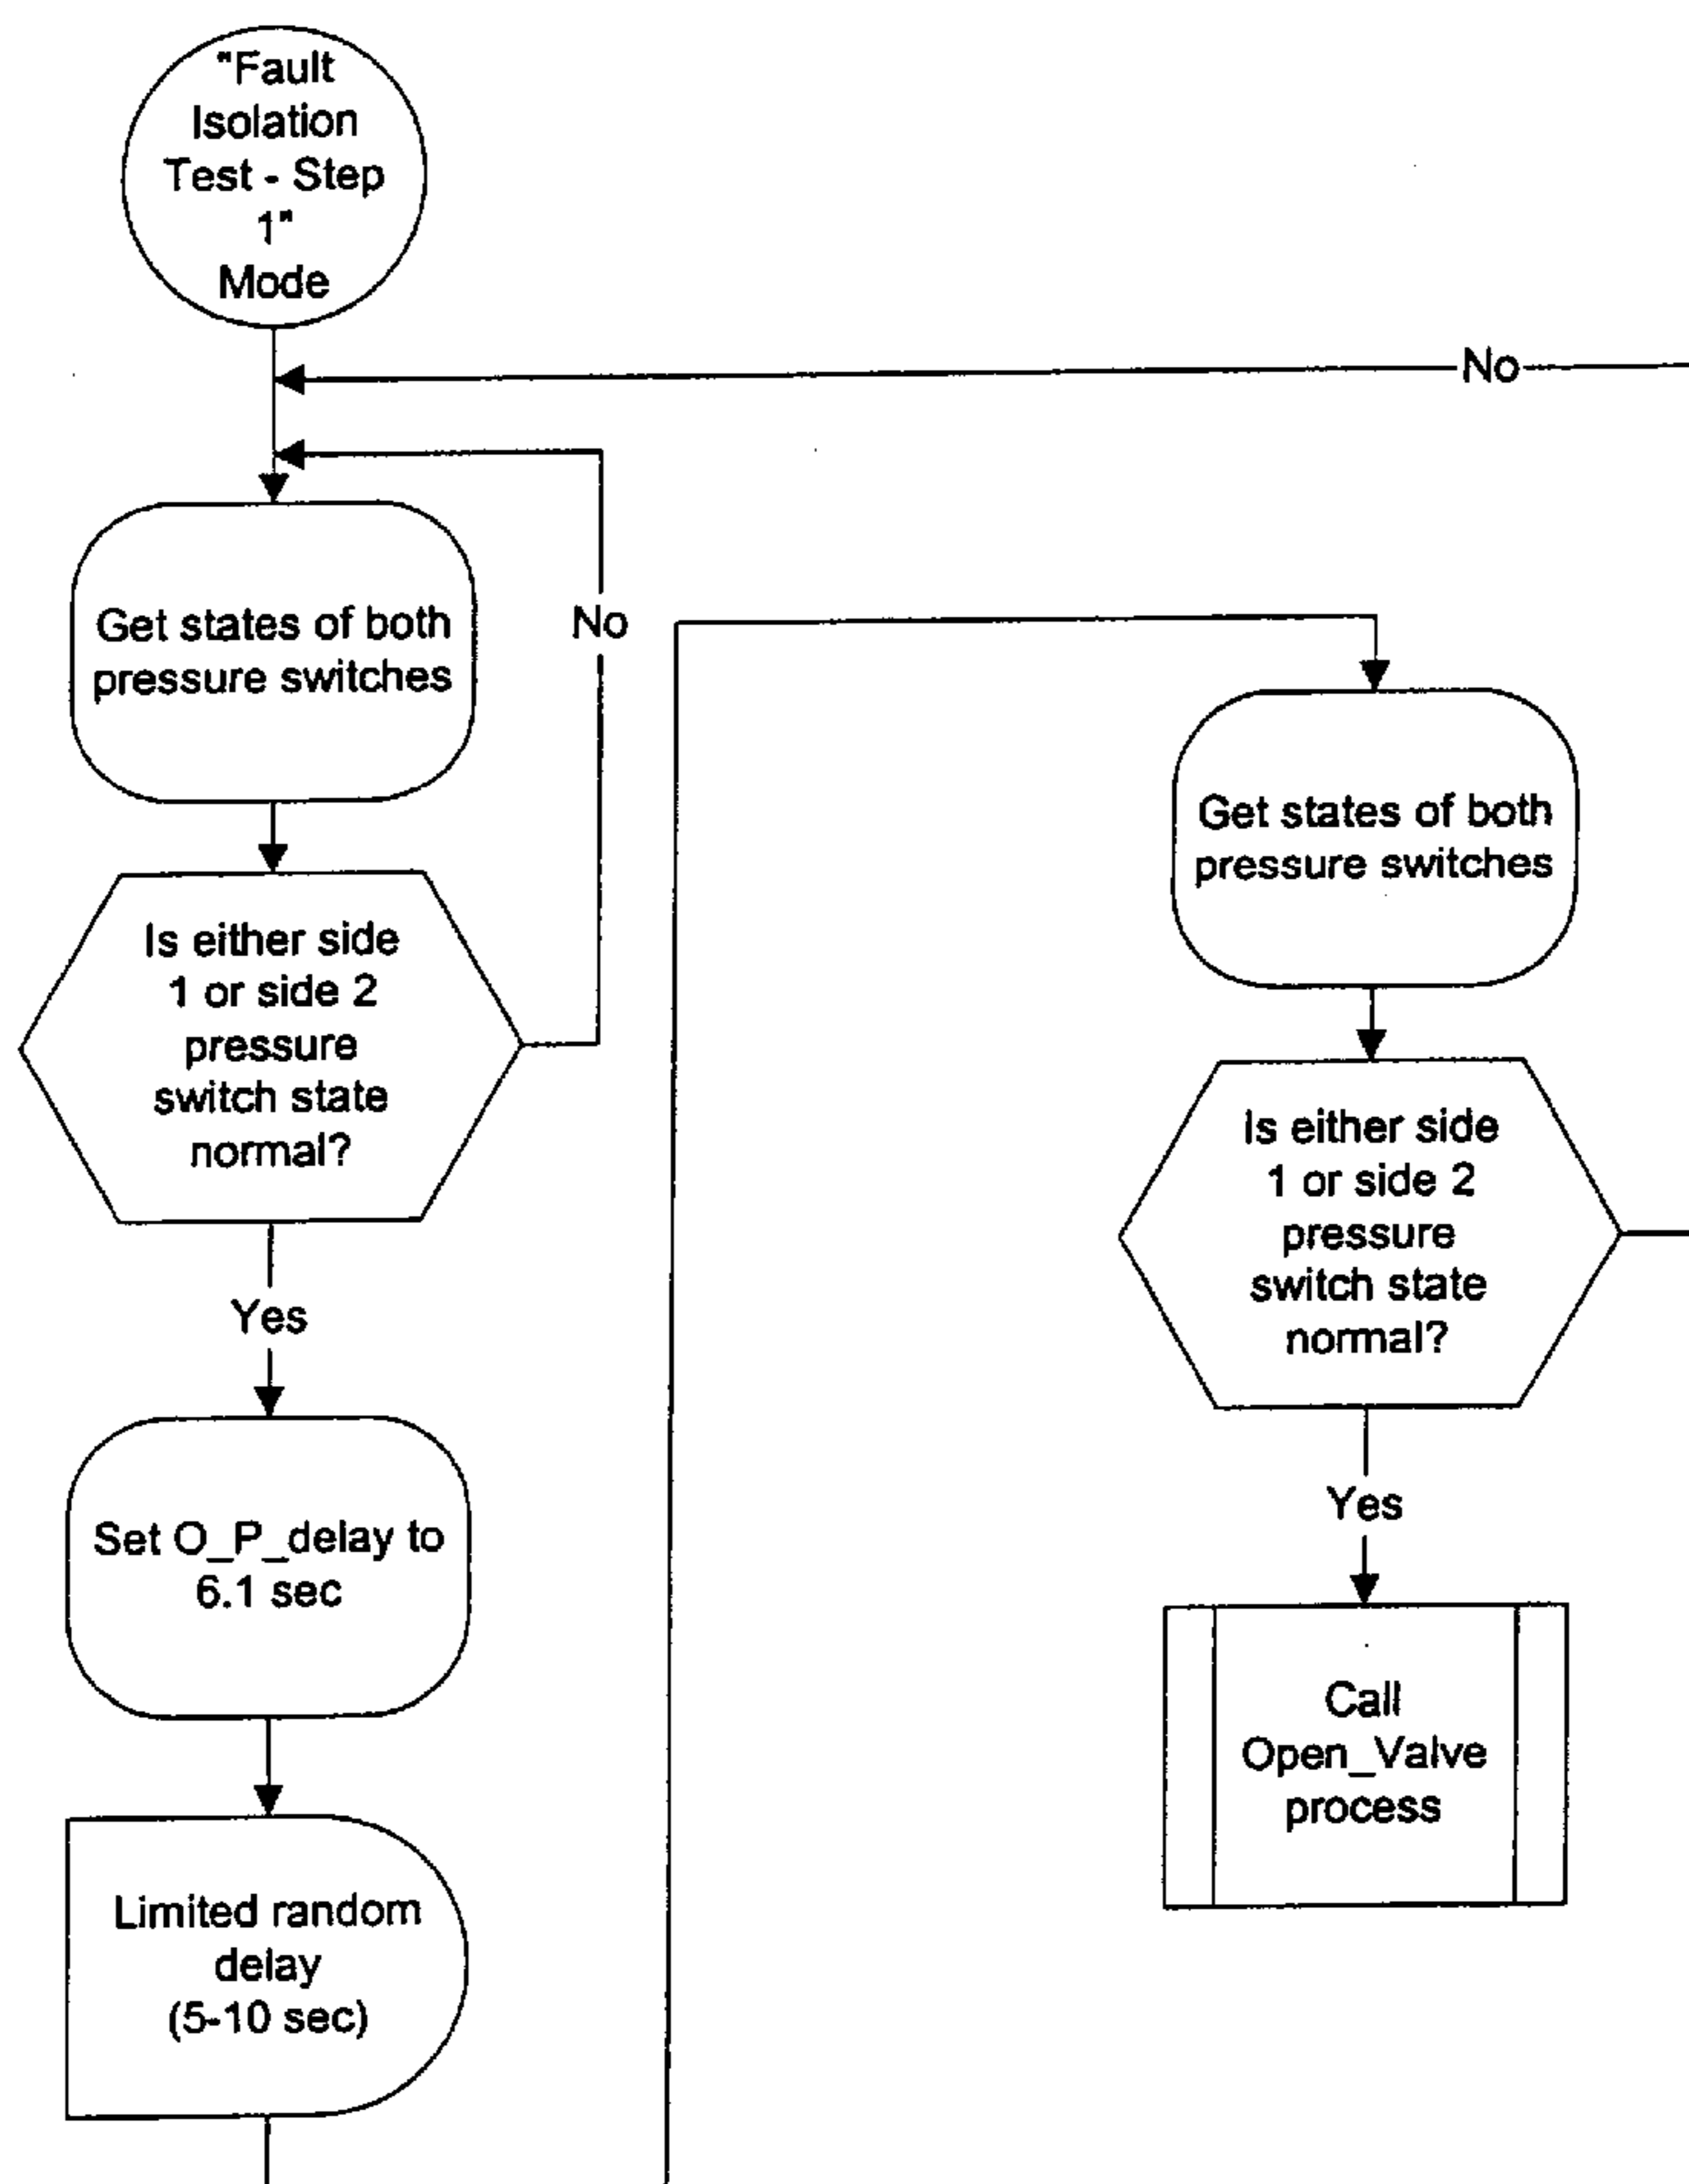 "Fault
Isolation
Test - Step
1"
Mode
No
Get states of both
pressure switches
No
Is either side
1 or side 2
pressure
switch state
normal?
Yes
Set O_P_delay to
6.1 sec
Limited random
delay
(5-10 sec)
Get states of both
pressure switches
Is either side
1 or side 2
pressure
switch state
normal?
Yes
Call
Open_Valve
process